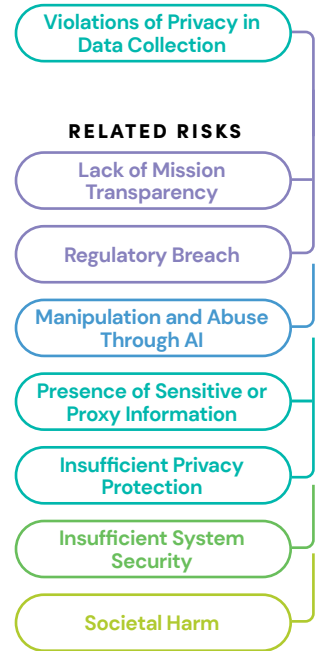 Violations of Privacy in
Data Collection
RELATED RISKS
Lack of Mission
Transparency
Regulatory Breach
Manipulation and Abuse
Through AI
Presence of Sensitive or
Proxy Information
Insufficient Privacy
Protection
Insufficient System
Security
Societal Harm